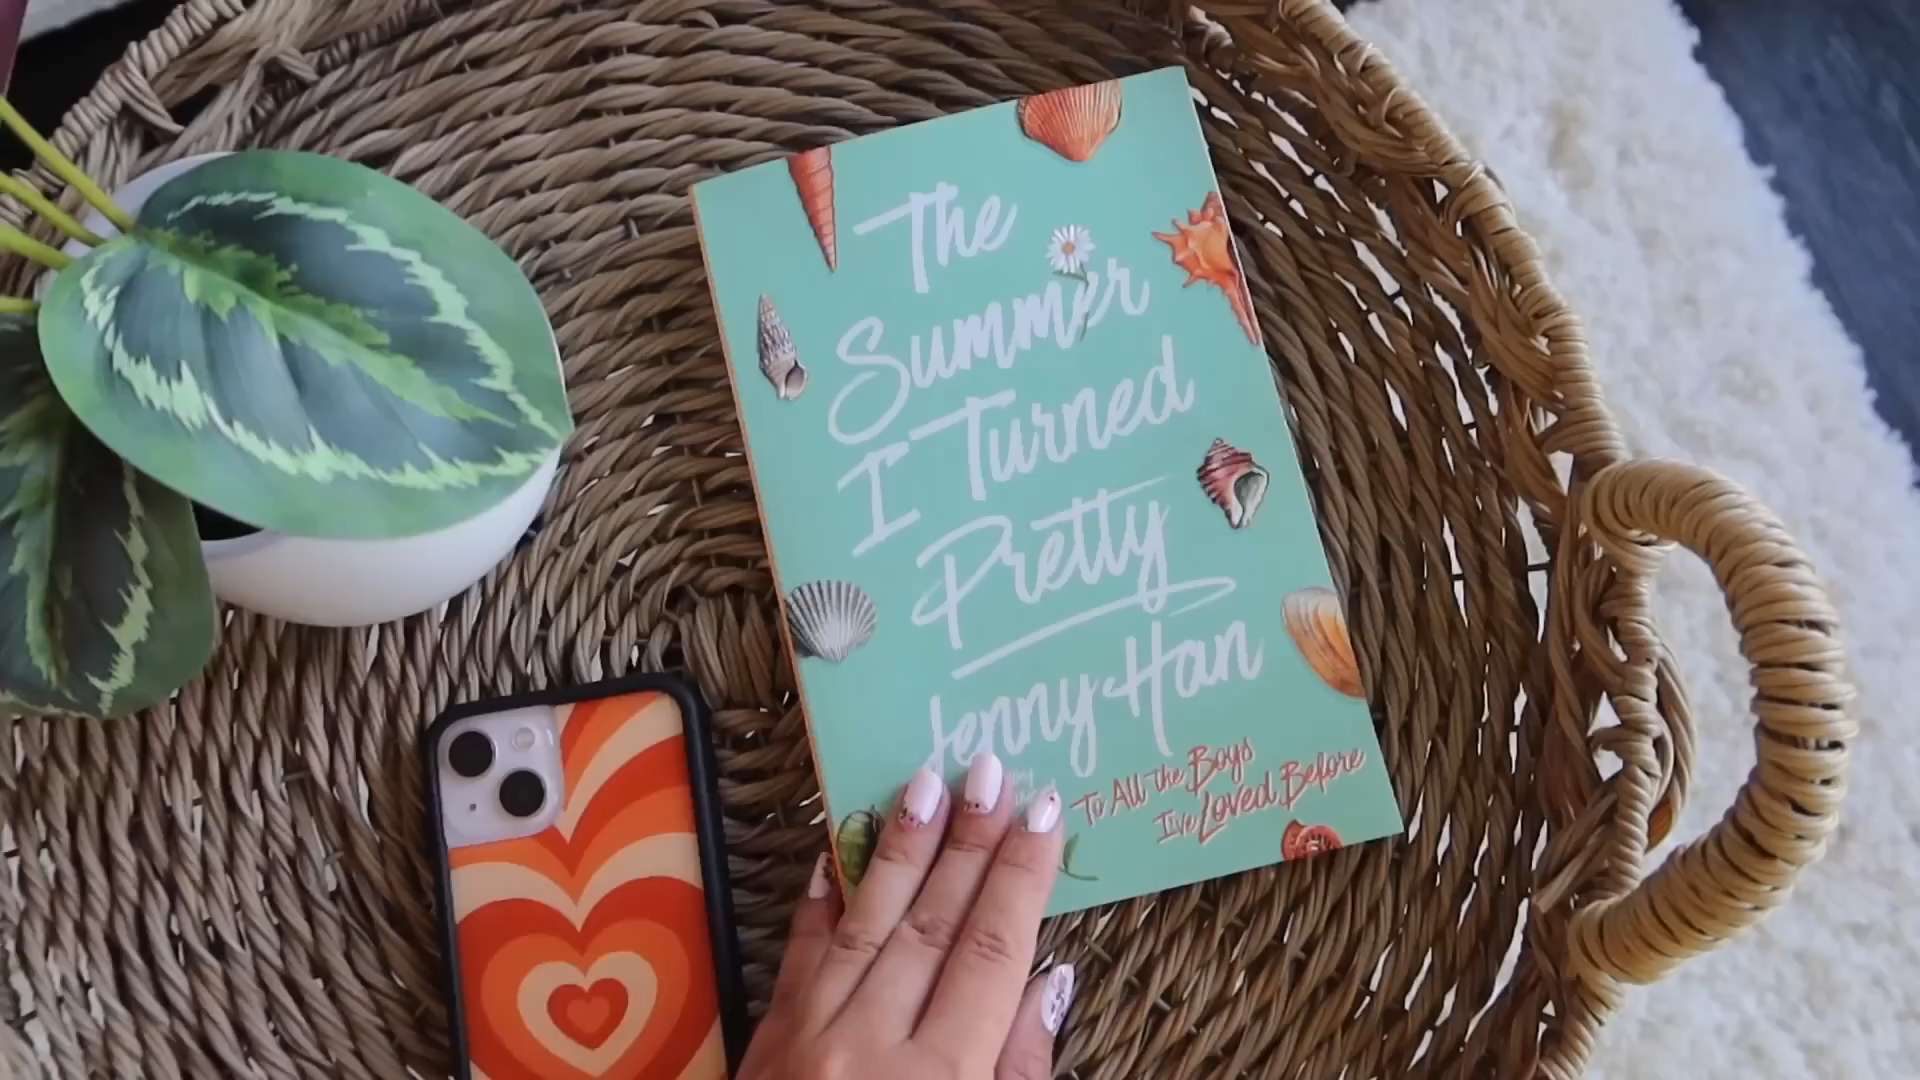 The
Summer
I Turned
Pretty
Jenny Han
To All the Boys
I've Loved Before